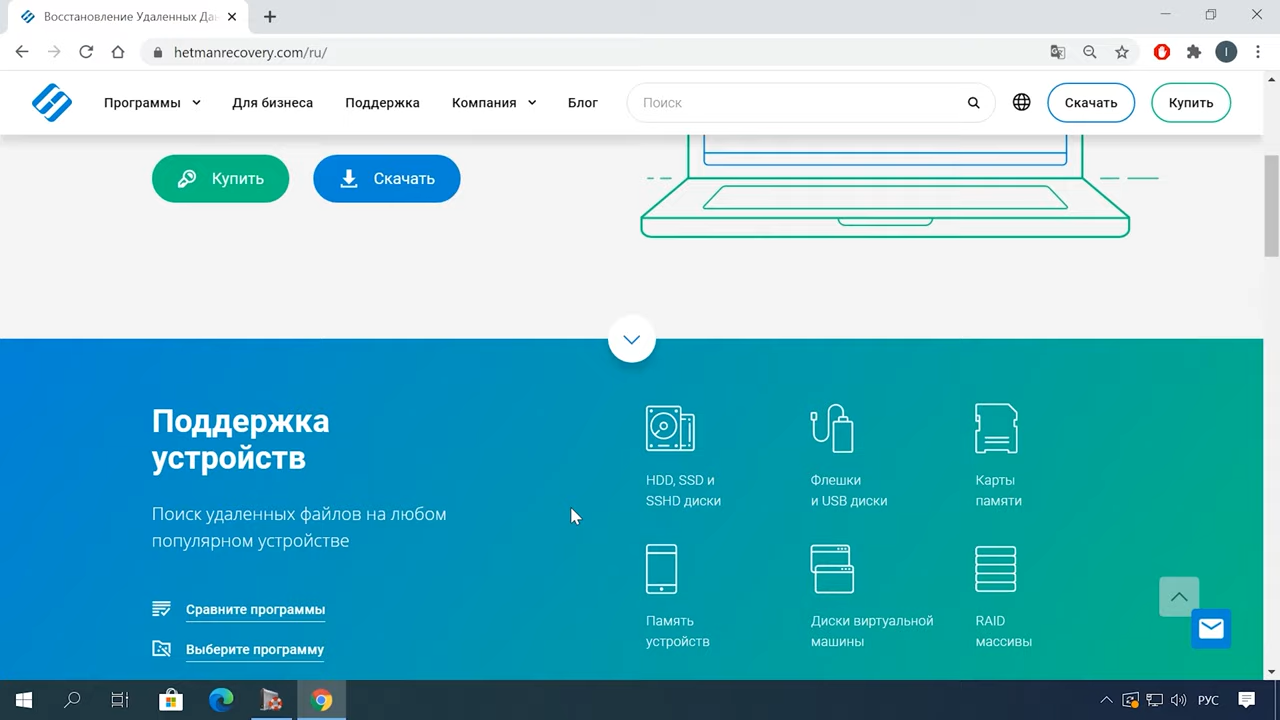 Восстановление Удаленных Дан
hetmanrecovery.com/ru/
I
Программы
Для бизнеса
Поддержка
Компания
Блог
Поиск
Скачать
Купить
Купить
Скачать
Поддержка
устройств
Поиск удаленных файлов на любом
популярном устройстве
Сравните программы
Выберите программу
HDD, SSD и
SSHD диски
Флешки
и USB диски
Карты
памяти
Память
устройств
Диски виртуальной
машины
RAID
массивы
РУС